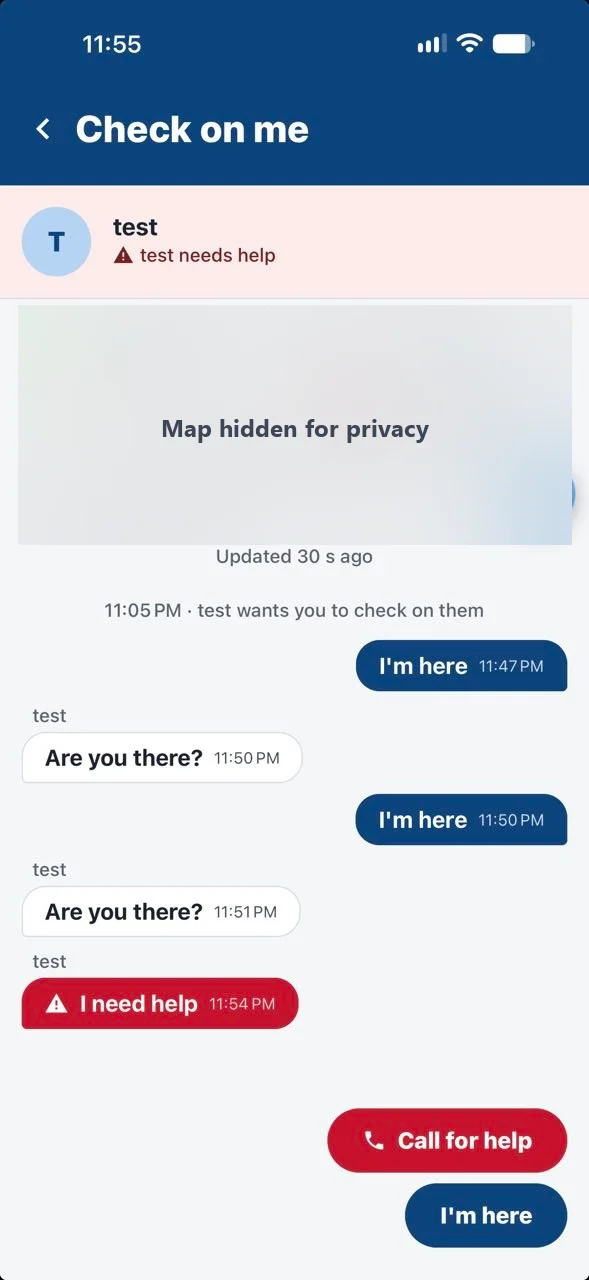 11:55
Check on me
T
test
test needs help
Map hidden for privacy
Updated 30 s ago
11:05 PM · test wants you to check on them
I'm here 11:47 PM
test
Are you there? 11:50 PM
I'm here 11:50 PM
test
Are you there? 11:51 PM
test
I need help 11:54 PM
Call for help
I'm here